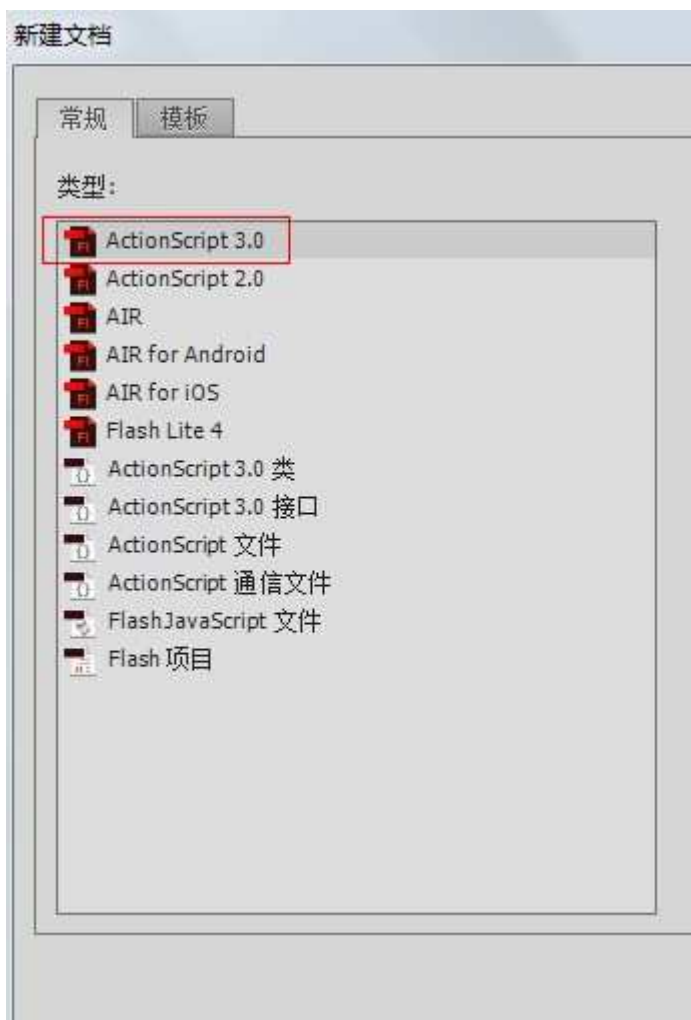 新建文档
常规 模板
类型:
ActionScript 3.0
ActionScript 2.0
AIR
AIR for Android
AIR for iOS
Flash Lite 4
ActionScript 3.0 类
ActionScript 3.0 接口
ActionScript 文件
ActionScript 通信文件
FlashJavaScript 文件
Flash 项目